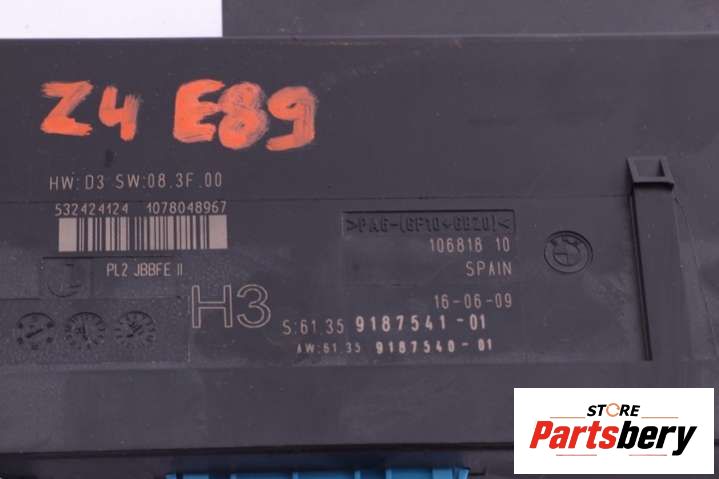 Z4 E89
HW: D3 SW:08.3F.00
532424124 1078048967
PL2 JBBFE II
>PA6-(GF10+GB20)<
106818 10
SPAIN
16-06-09
H3
S:61.35 9187541-01
AW:61.35 9187540-01
STORE
Partsbery